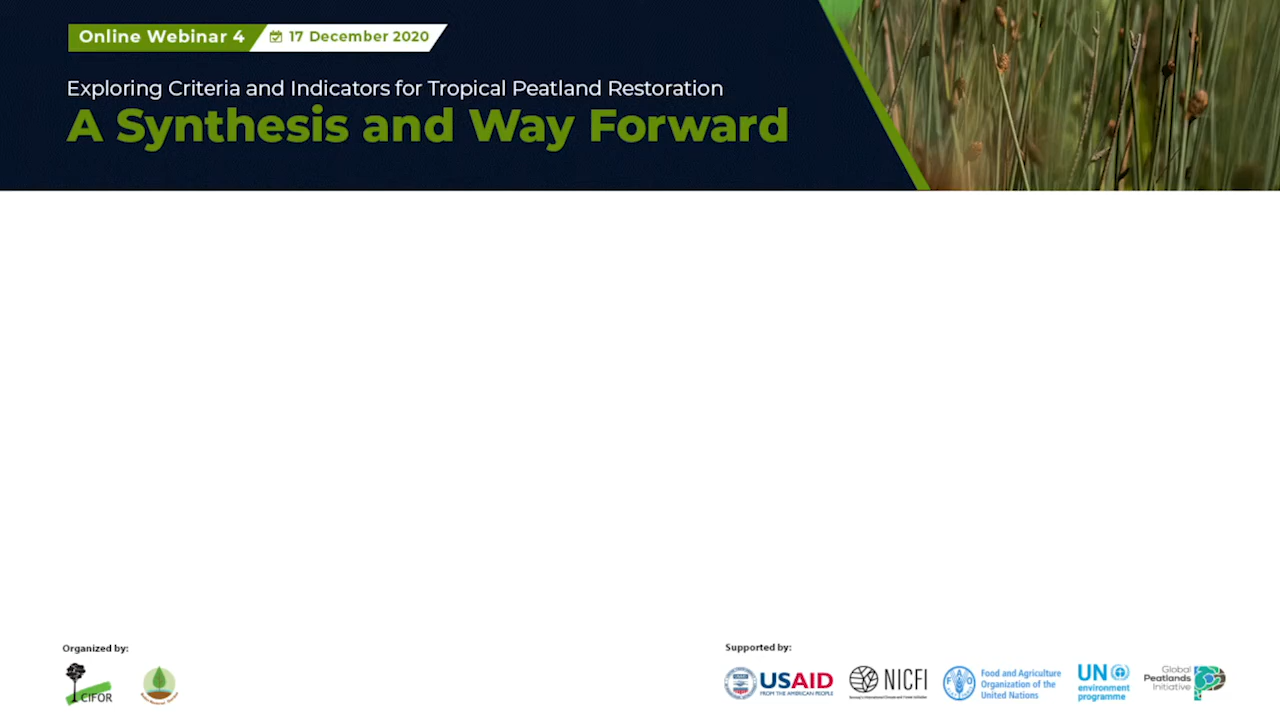 Online Webinar 4
17 December 2020
Exploring Criteria and Indicators for Tropical Peatland Restoration
A Synthesis and Way Forward
Organized by:
Supported by:
CIFOR
USAID
FROM THE AMERICAN PEOPLE
NICFI
Food and Agriculture
Organization of the
United Nations
UN
environment
programme
Global
Peatlands
Initiative